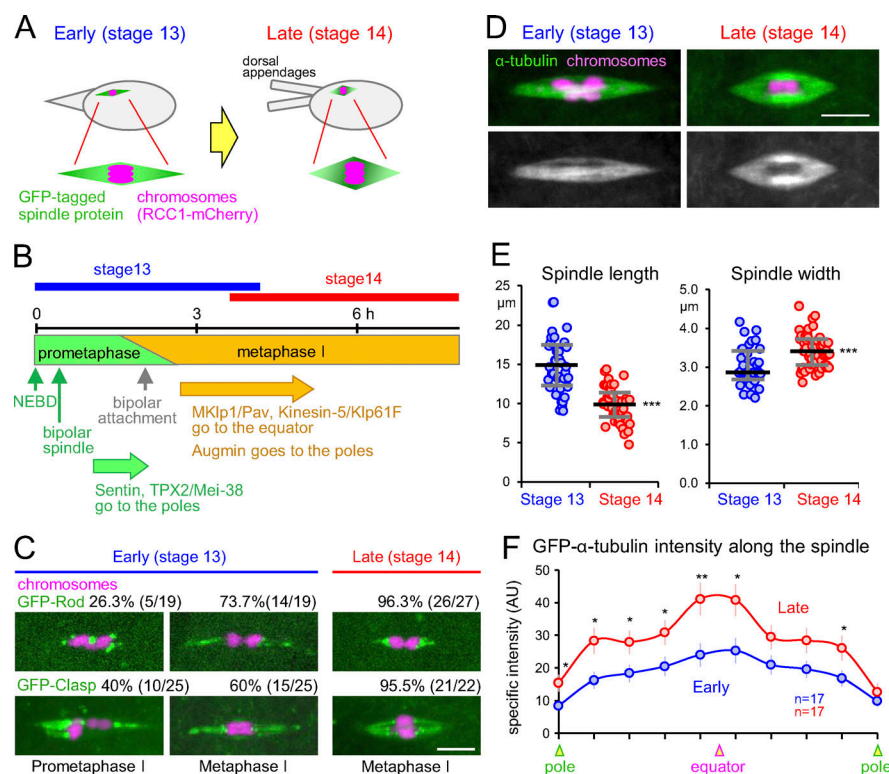 A
Early (stage 13)
Late (stage 14)
dorsal
appendages
GFP-tagged
spindle protein
chromosomes
(RCC1-mCherry)
B
stage13
stage14
0
3
6 h
prometaphase
metaphase I
NEBD
bipolar
spindle
bipolar
attachment
MKlp1/Pav, Kinesin-5/Klp61F
go to the equator
Augmin goes to the poles
Sentin, TPX2/Mei-38
go to the poles
C
Early (stage 13)
Late (stage 14)
chromosomes
GFP-Rod 26.3% (5/19)
73.7%(14/19)
96.3% (26/27)
GFP-Clasp 40% (10/25)
60% (15/25)
95.5% (21/22)
Prometaphase I
Metaphase I
Metaphase I
D
Early (stage 13)
Late (stage 14)
α-tubulin chromosomes
E
Spindle length
25
μm
20
15
10
5
0
***
Stage 13
Stage 14
Spindle width
5.0
μm
4.0
3.0
2.0
1.0
0.0
***
Stage 13
Stage 14
F
GFP-α-tubulin intensity along the spindle
specific intensity (AU)
50
40
30
20
10
0
*
*
*
*
**
*
*
Late
Early
n=17
n=17
pole
equator
pole